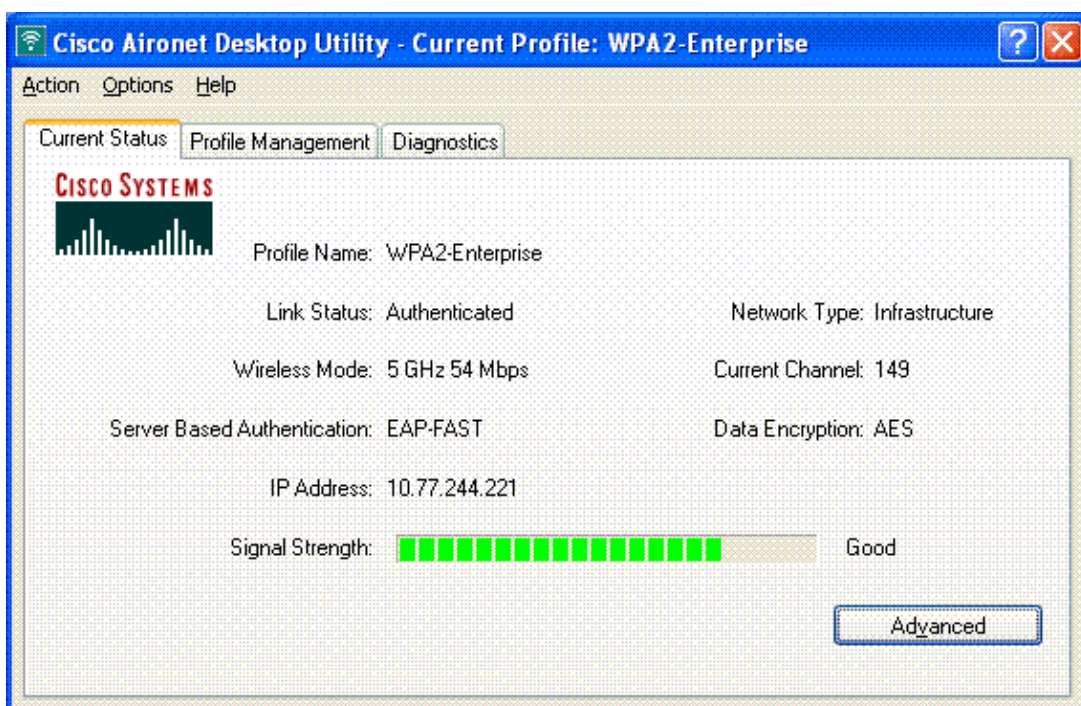 Cisco Aironet Desktop Utility - Current Profile: WPA2-Enterprise
Action Options Help
Current Status Profile Management Diagnostics
CISCO SYSTEMS
Profile Name: WPA2-Enterprise
Link Status: Authenticated Network Type: Infrastructure
Wireless Mode: 5 GHz 54 Mbps Current Channel: 149
Server Based Authentication: EAP-FAST Data Encryption: AES
IP Address: 10.77.244.221
Signal Strength: Good
Advanced